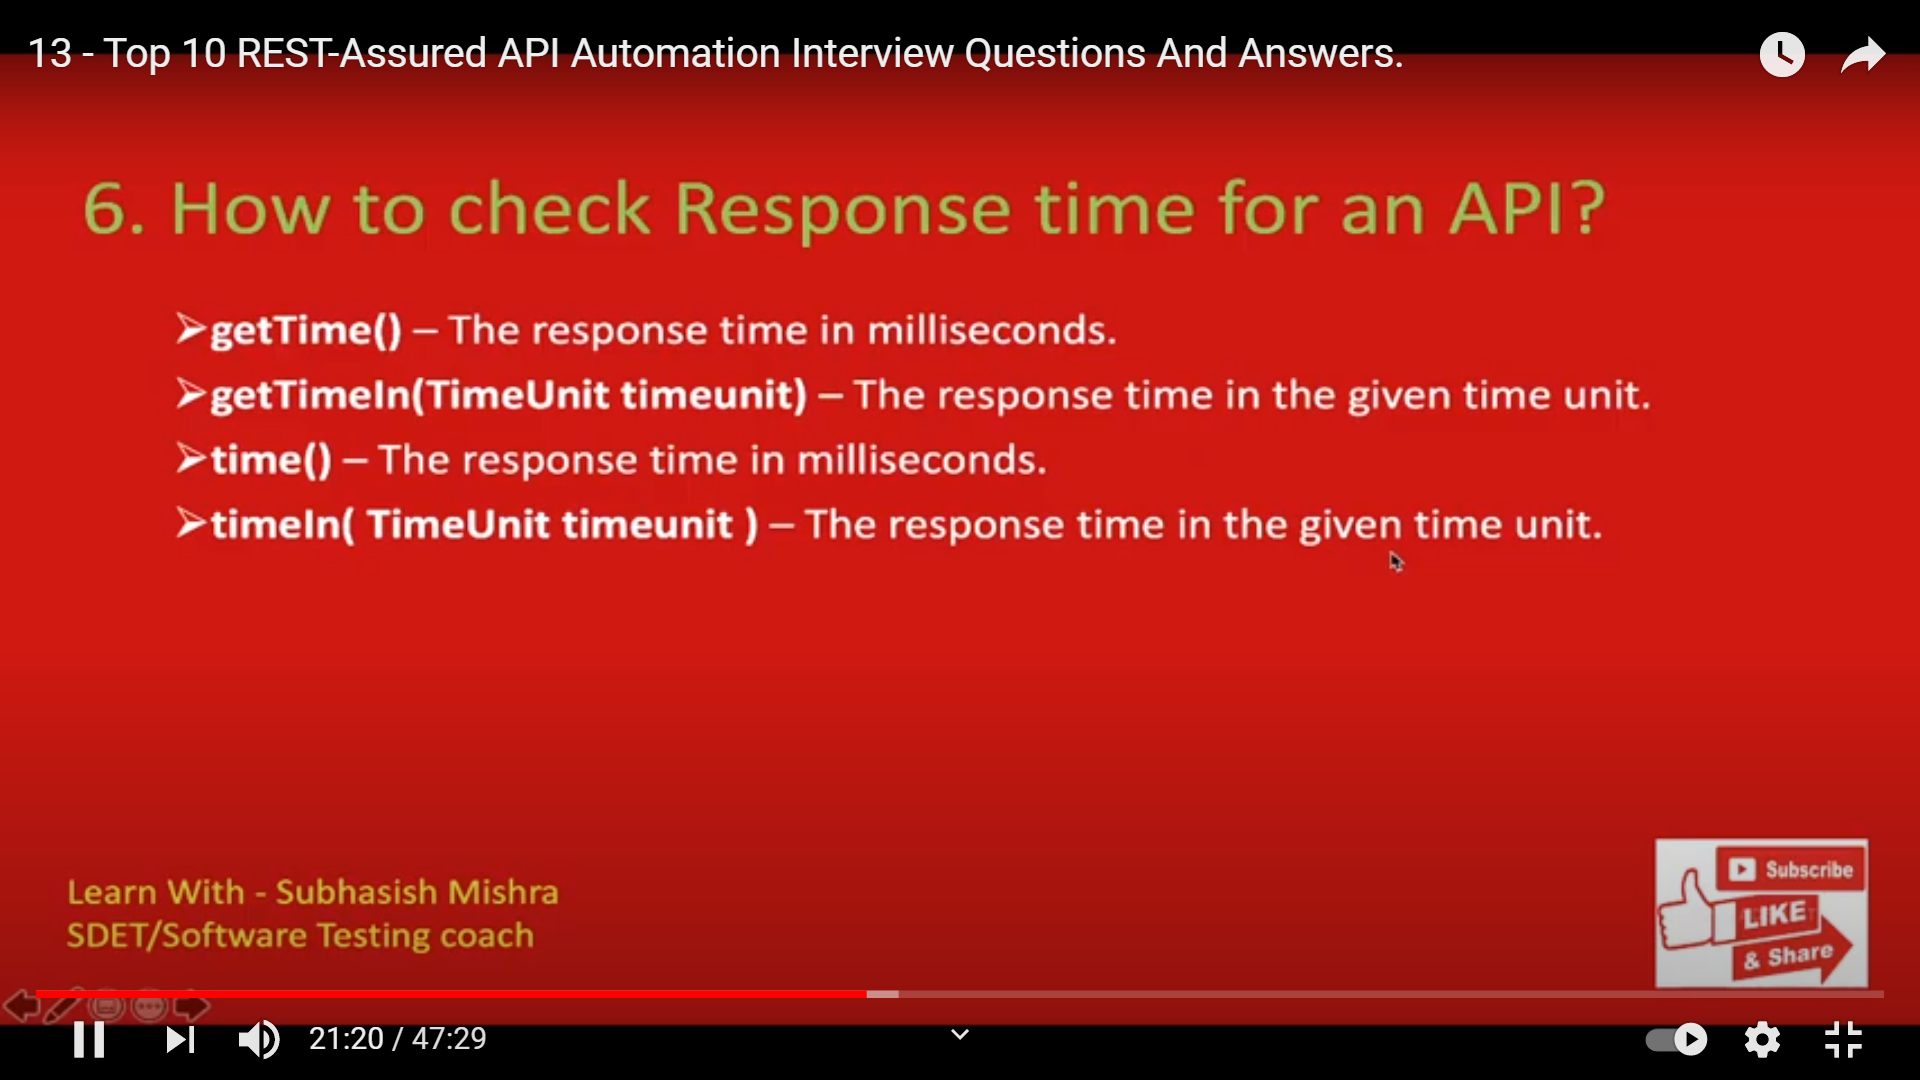 13 - Top 10 REST-Assured API Automation Interview Questions And Answers.
6. How to check Response time for an API?
➢getTime() – The response time in milliseconds.
➢getTimeIn(TimeUnit timeunit) – The response time in the given time unit.
➢time() – The response time in milliseconds.
➢timeIn( TimeUnit timeunit ) – The response time in the given time unit.
Learn With - Subhasish Mishra
SDET/Software Testing coach
Subscribe
LIKE
& Share
21:20 / 47:29